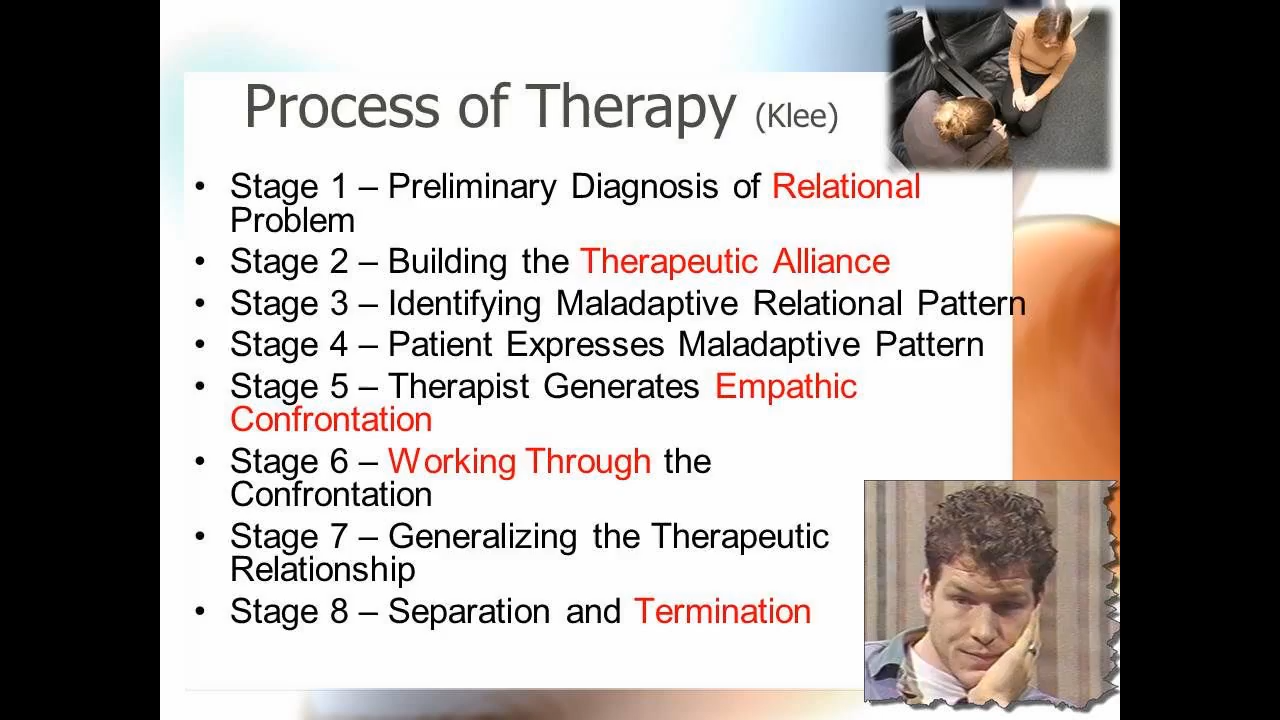 Process of Therapy (Klee)
• Stage 1 – Preliminary Diagnosis of Relational
Problem
• Stage 2 – Building the Therapeutic Alliance
• Stage 3 – Identifying Maladaptive Relational Pattern
• Stage 4 – Patient Expresses Maladaptive Pattern
• Stage 5 – Therapist Generates Empathic
Confrontation
• Stage 6 – Working Through the
Confrontation
• Stage 7 – Generalizing the Therapeutic
Relationship
• Stage 8 – Separation and Termination